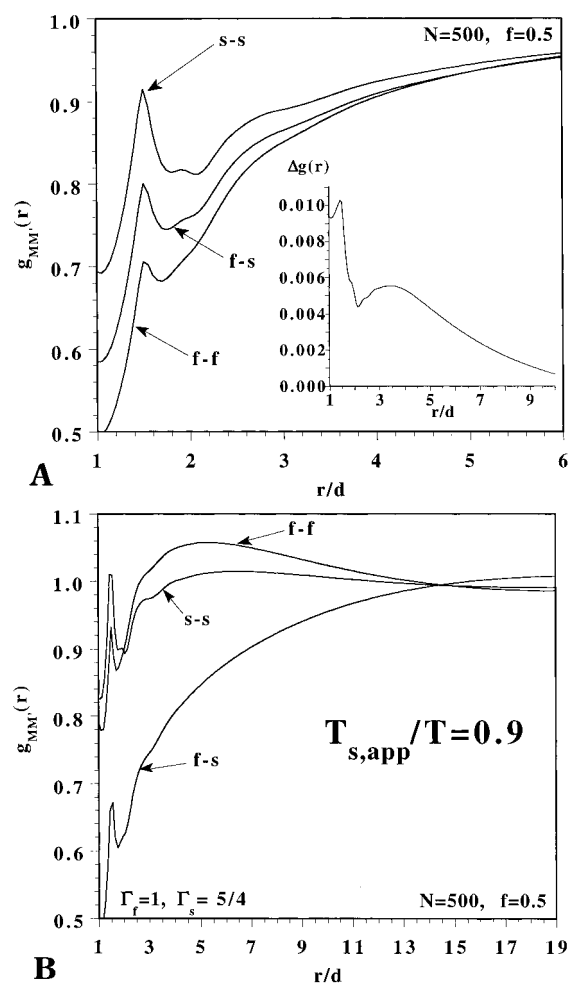 N=500, f=0.5
s-s
f-s
f-f
g_MM'(r)
1.0
0.9
0.8
0.7
0.6
0.5
1 2 3 4 5 6
r/d
Δg(r)
0.010
0.008
0.006
0.004
0.002
0.000
1 3 5 7 9
r/d
A
f-f
s-s
f-s
g_MM'(r)
1.1
1.0
0.9
0.8
0.7
0.6
0.5
T_s,app/T=0.9
Γ_f=1, Γ_s= 5/4
N=500, f=0.5
1 3 5 7 9 11 13 15 17 19
r/d
B